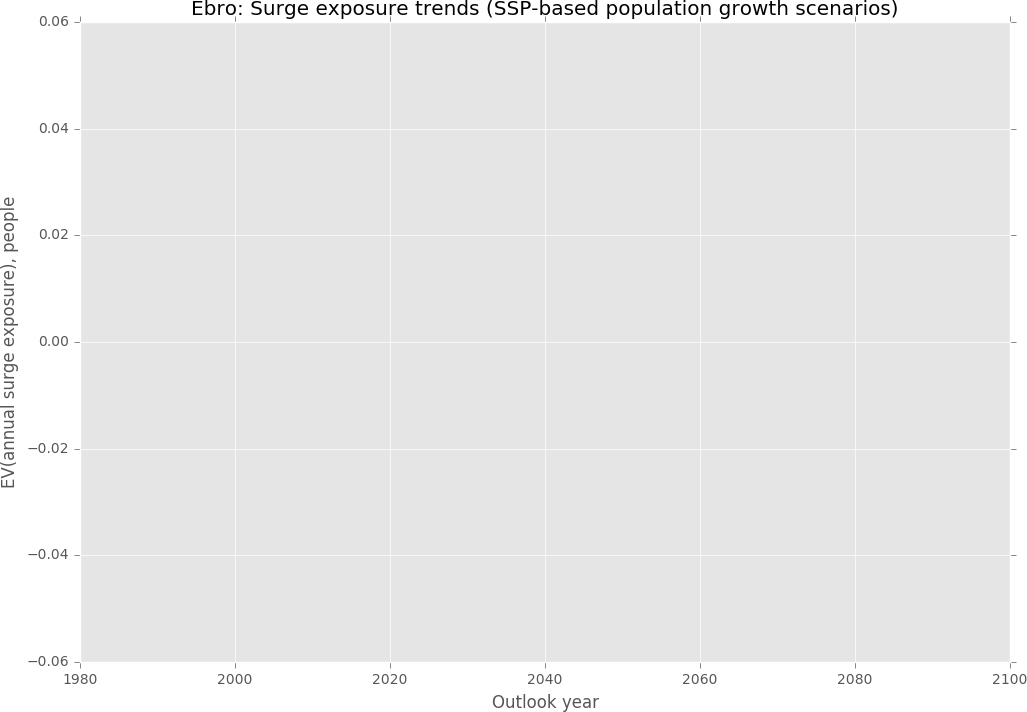 Ebro: Surge exposure trends (SSP-based population growth scenarios)
EV(annual surge exposure), people
0.06
0.04
0.02
0.00
−0.02
−0.04
−0.06
1980 2000 2020 2040 2060 2080 2100
Outlook year